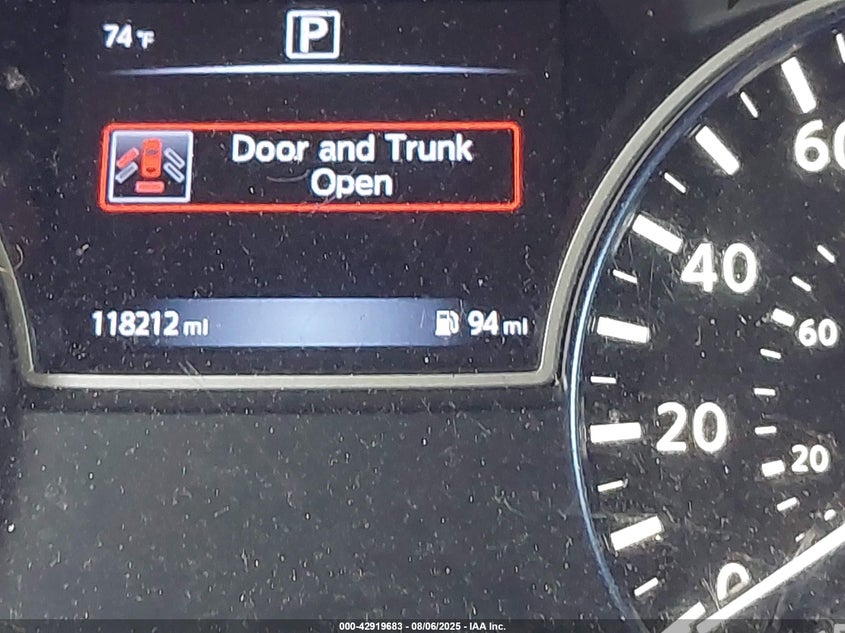 74°F
P
Door and Trunk
Open
118212 mi 94 mi
60
40
60
20
20
0
000-42919683 - 08/06/2025 - IAA Inc.